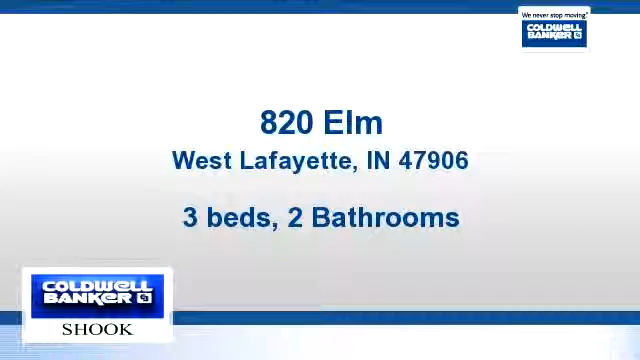 We never stop moving.®
COLDWELL
BANKER
820 Elm
West Lafayette, IN 47906
3 beds, 2 Bathrooms
COLDWELL
BANKER
SHOOK